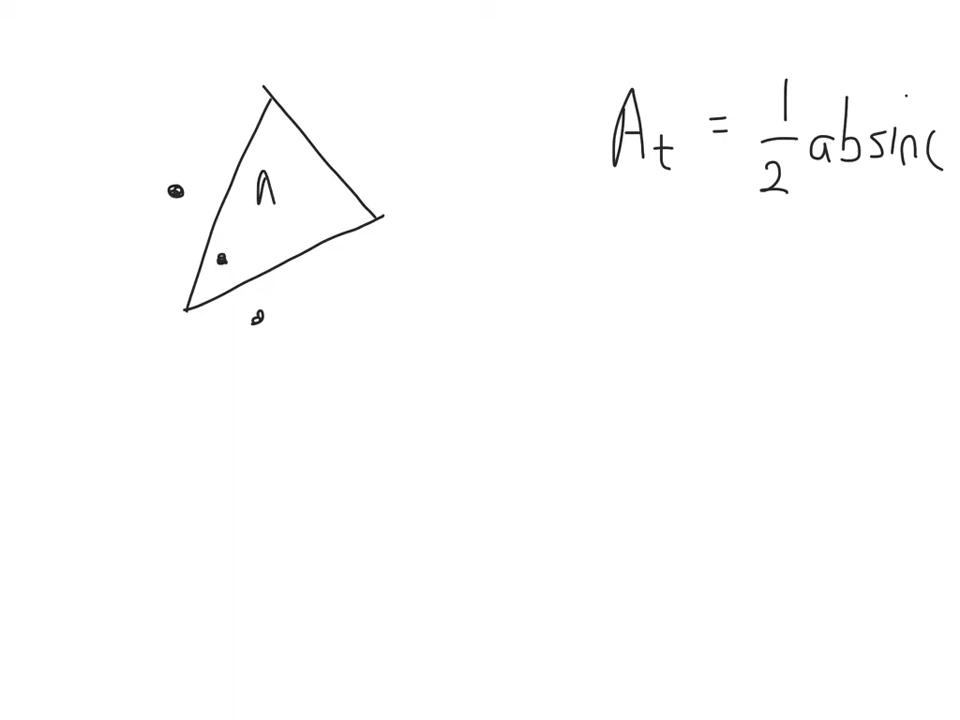 A
A_t = 1/2 absinC